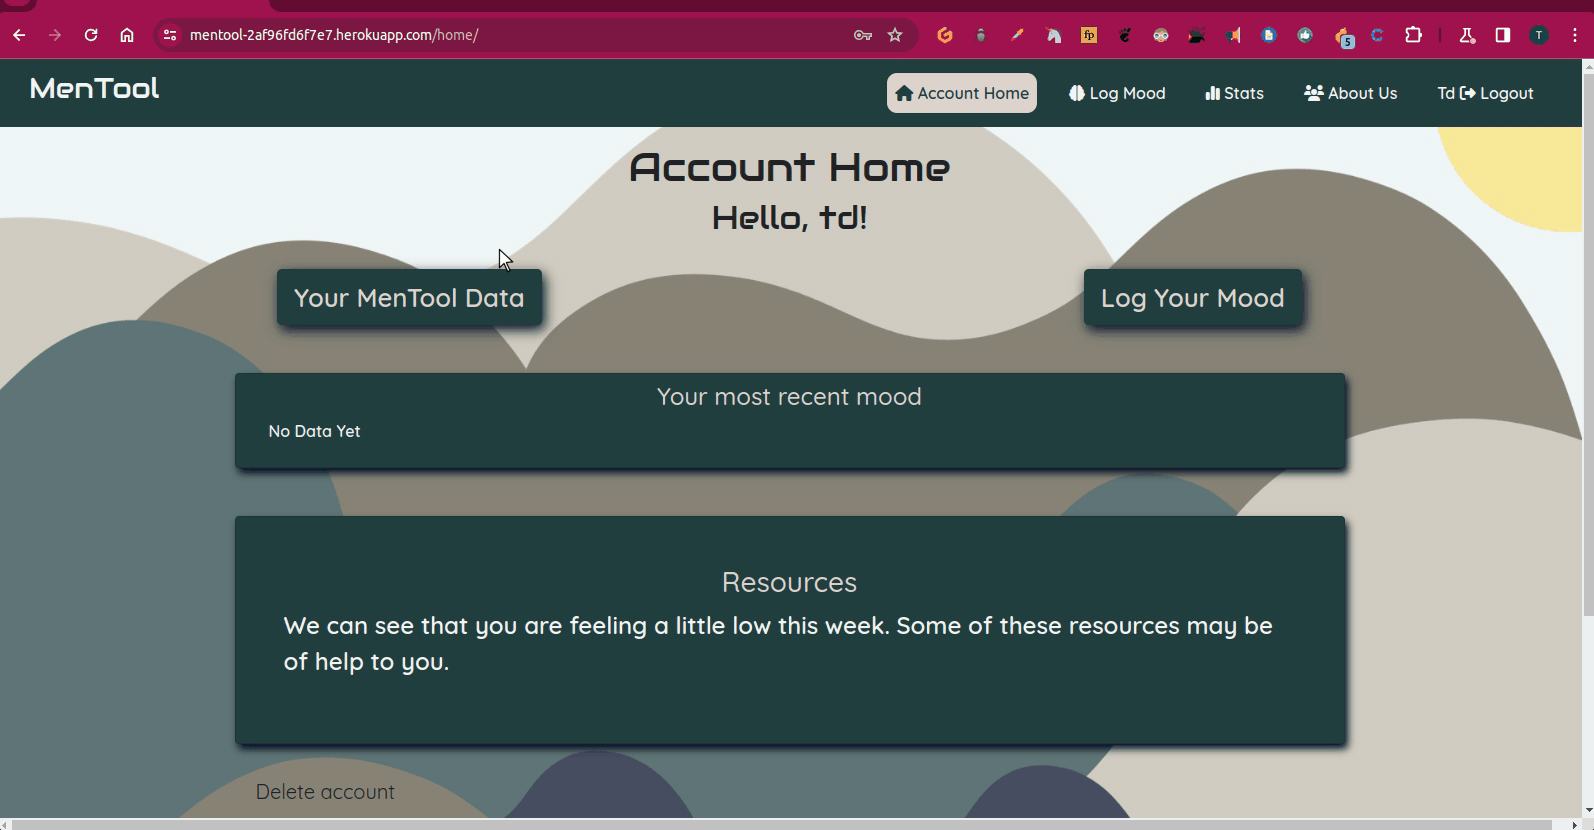 mentool-2af96fd6f7e7.herokuapp.com/home/
fp
5
T
MenTool
Account Home
Log Mood
Stats
About Us
Td Logout
Account Home
Hello, td!
Your MenTool Data
Log Your Mood
Your most recent mood
No Data Yet
Resources
We can see that you are feeling a little low this week. Some of these resources may be
of help to you.
Delete account